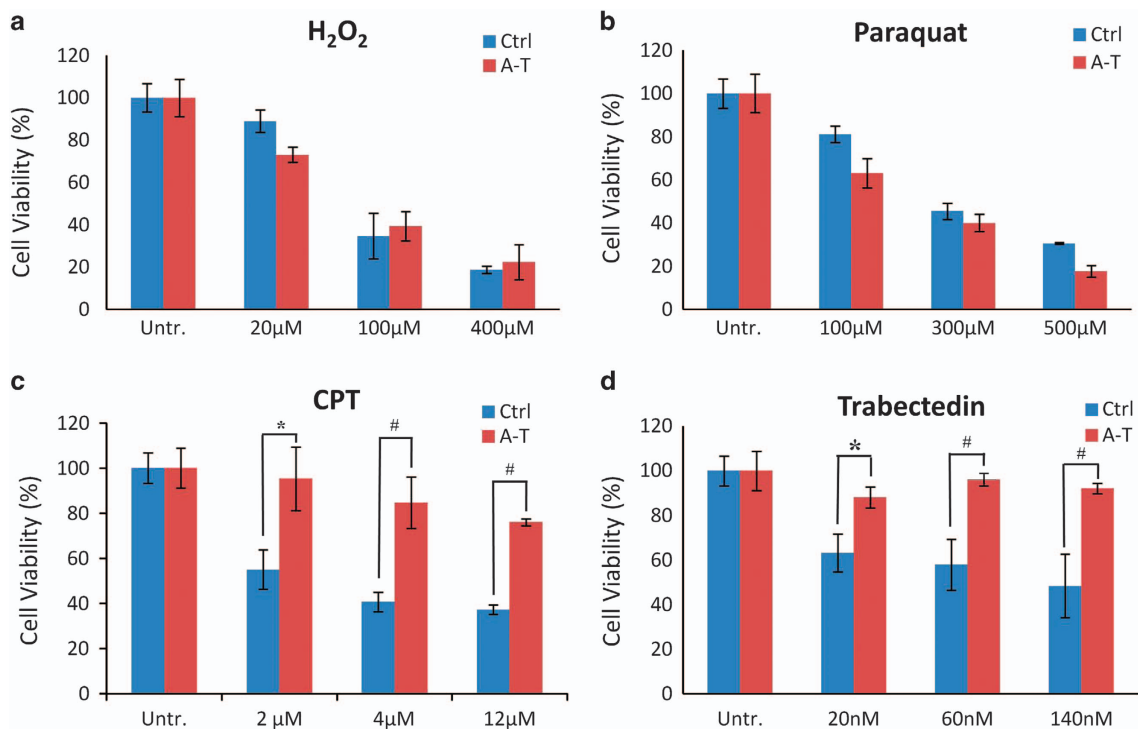 a
H₂O₂
Ctrl
A-T
Cell Viability (%)
120
100
80
60
40
20
0
Untr. 20µM 100µM 400µM
b
Paraquat
Ctrl
A-T
Cell Viability (%)
120
100
80
60
40
20
0
Untr. 100µM 300µM 500µM
c
CPT
Ctrl
A-T
* # #
Cell Viability (%)
120
100
80
60
40
20
0
Untr. 2 µM 4µM 12µM
d
Trabectedin
Ctrl
A-T
* # #
Cell Viability (%)
120
100
80
60
40
20
0
Untr. 20nM 60nM 140nM